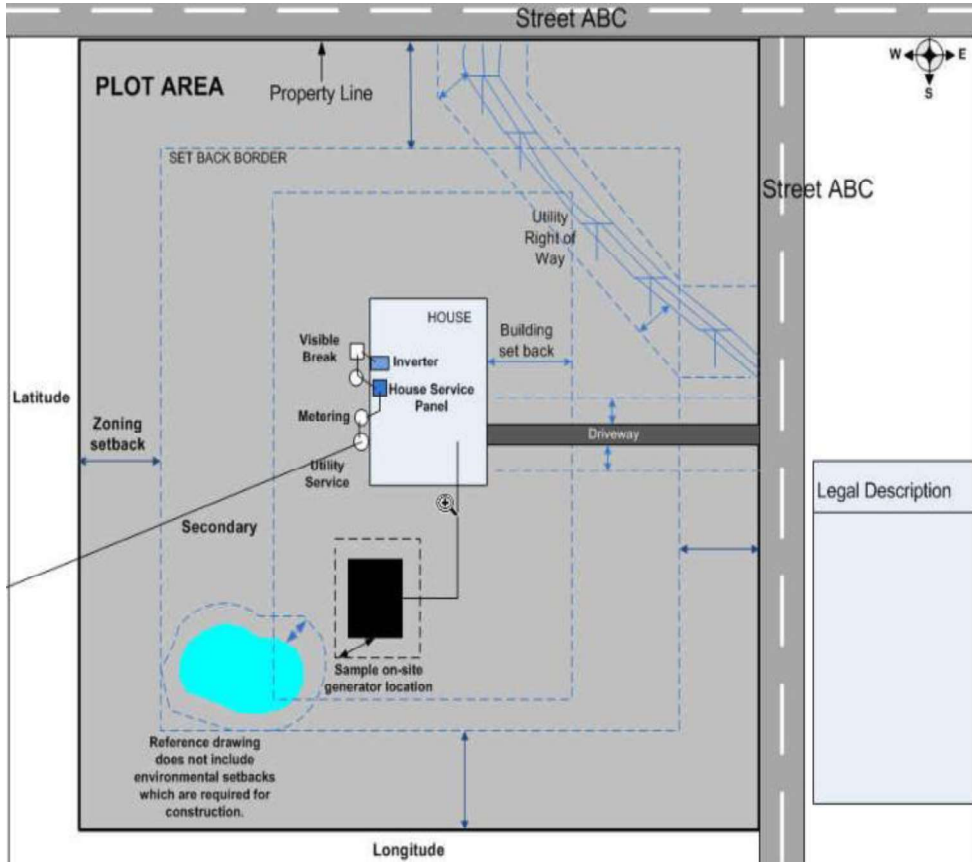 Street ABC
PLOT AREA
Property Line
W
E
S
SET BACK BORDER
Street ABC
Utility
Right of
Way
HOUSE
Visible
Break
Inverter
Building
set back
House Service
Panel
Latitude
Metering
Zoning
setback
Driveway
Utility
Service
Legal Description
Secondary
Sample on-site
generator location
Reference drawing
does not include
environmental setbacks
which are required for
construction.
Longitude